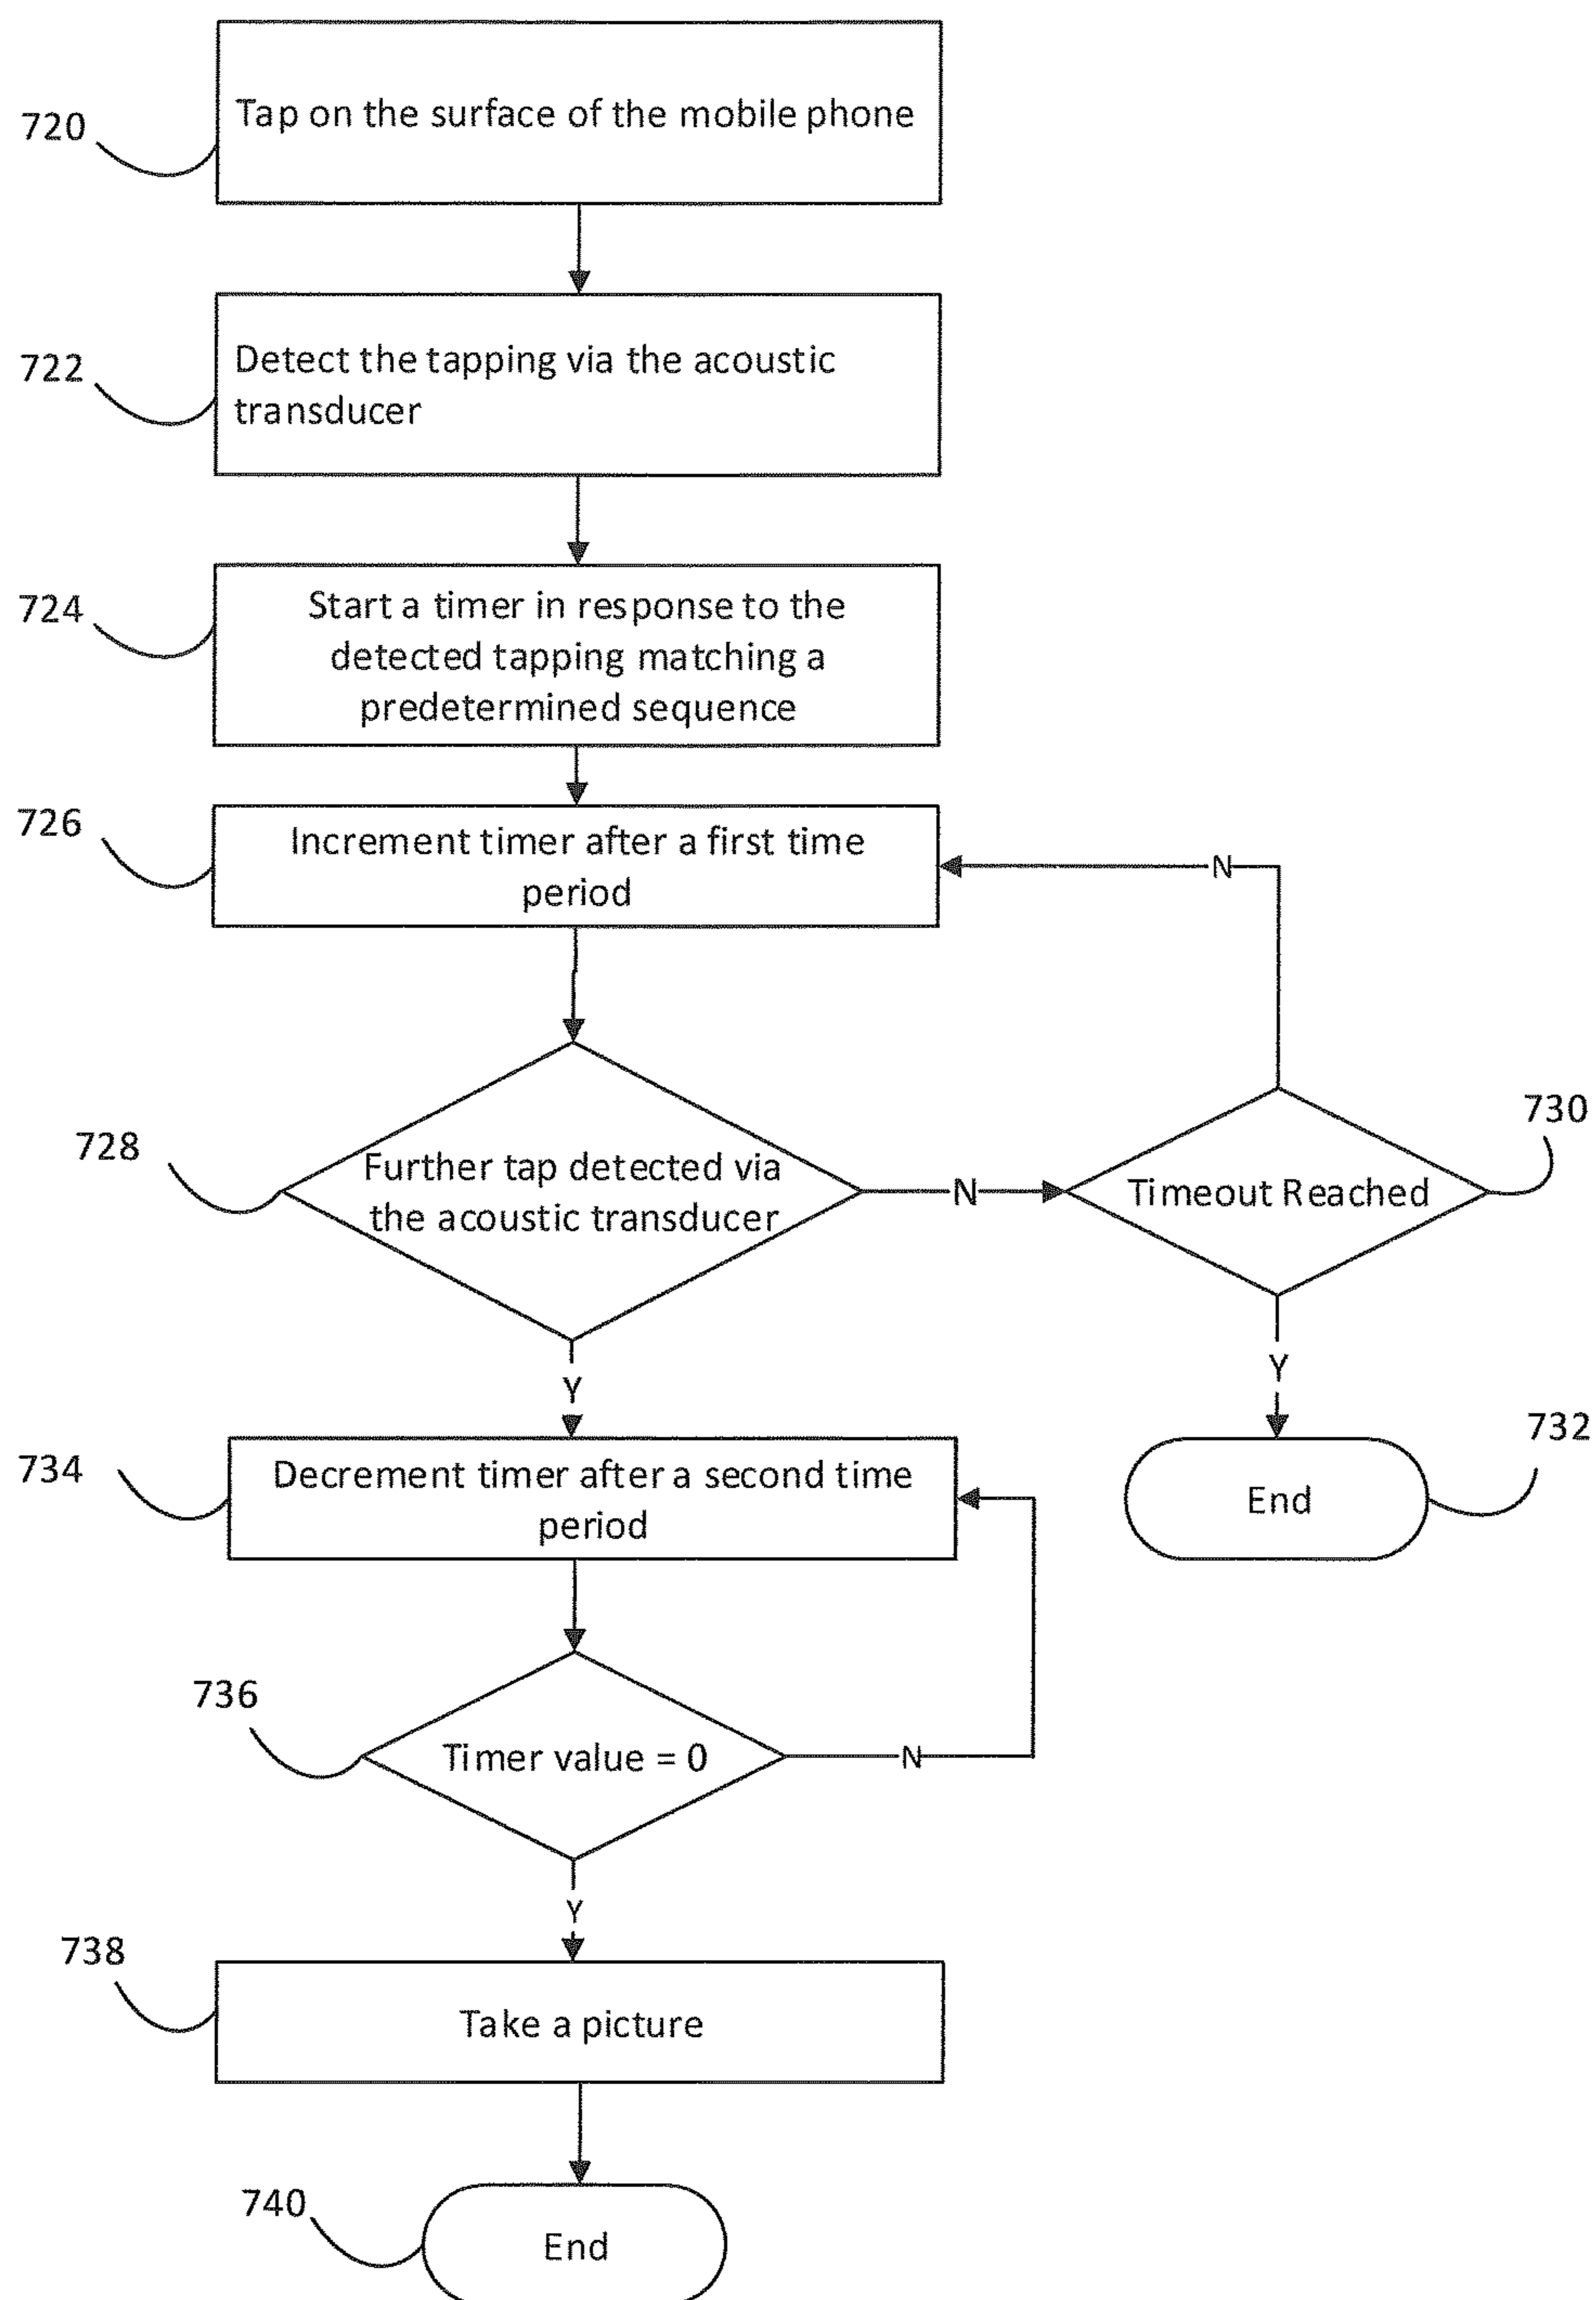 720
Tap on the surface of the mobile phone
722
Detect the tapping via the acoustic
transducer
724
Start a timer in response to the
detected tapping matching a
predetermined sequence
726
Increment timer after a first time
period
N
728
Further tap detected via
the acoustic transducer
N
730
Timeout Reached
Y
Y
732
End
734
Decrement timer after a second time
period
736
Timer value = 0
N
Y
738
Take a picture
740
End